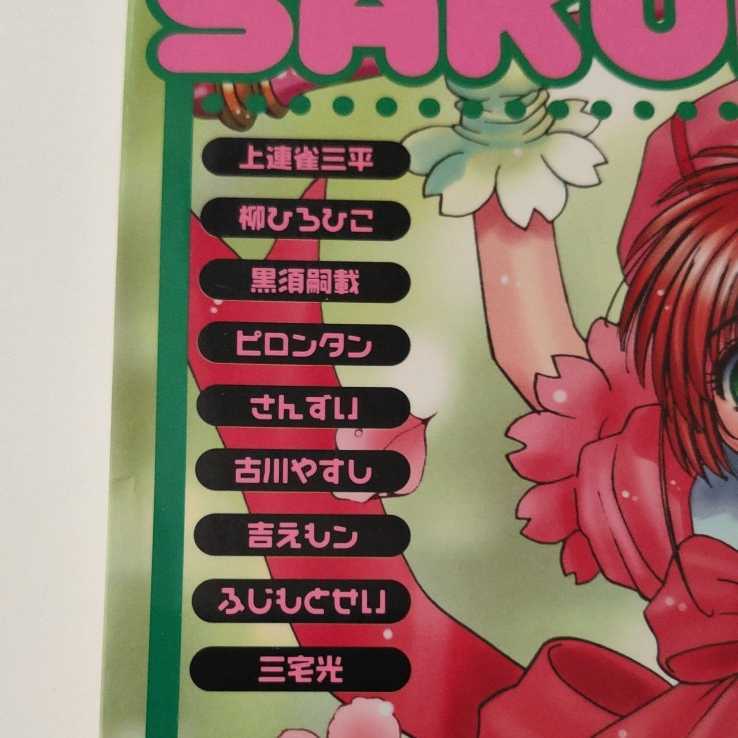 SAKU
上連雀三平
柳ひろひこ
黒須嗣載
ピロンタン
さんずい
古川やすし
吉えもン
ふじもとせい
三宅光